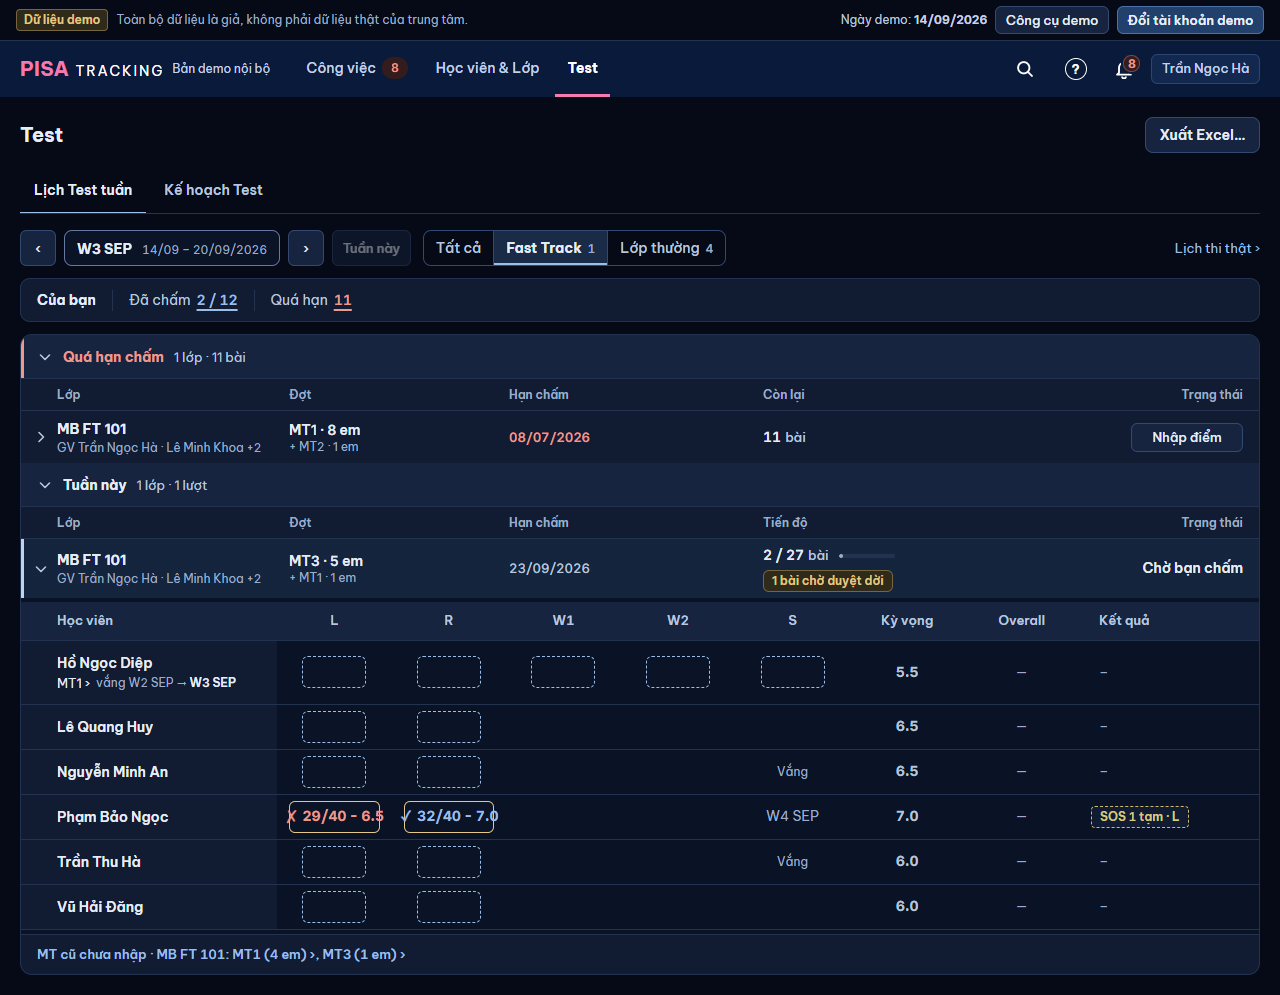 Dữ liệu demo Toàn bộ dữ liệu là giả, không phải dữ liệu thật của trung tâm. Ngày demo: 14/09/2026 Công cụ demo Đổi tài khoản demo
PISA TRACKING Bản demo nội bộ Công việc 8 Học viên & Lớp Test ? 8 Trần Ngọc Hà
Test Xuất Excel...
Lịch Test tuần Kế hoạch Test
‹ W3 SEP 14/09 – 20/09/2026 › Tuần này Tất cả Fast Track 1 Lớp thường 4 Lịch thi thật ›
Của bạn Đã chấm 2 / 12 Quá hạn 11
Quá hạn chấm 1 lớp · 11 bài
Lớp Đợt Hạn chấm Còn lại Trạng thái
MB FT 101 MT1 · 8 em 08/07/2026 11 bài Nhập điểm
GV Trần Ngọc Hà · Lê Minh Khoa +2 + MT2 · 1 em
Tuần này 1 lớp · 1 lượt
Lớp Đợt Hạn chấm Tiến độ Trạng thái
MB FT 101 MT3 · 5 em 23/09/2026 2 / 27 bài Chờ bạn chấm
GV Trần Ngọc Hà · Lê Minh Khoa +2 + MT1 · 1 em 1 bài chờ duyệt dời
Học viên L R W1 W2 S Kỳ vọng Overall Kết quả
Hồ Ngọc Diệp 5.5 — –
MT1 › vắng W2 SEP → W3 SEP
Lê Quang Huy 6.5 — –
Nguyễn Minh An Vắng 6.5 — –
Phạm Bảo Ngọc ✗ 29/40 - 6.5 ✓ 32/40 - 7.0 W4 SEP 7.0 — SOS 1 tạm · L
Trần Thu Hà Vắng 6.0 — –
Vũ Hải Đăng 6.0 — –
MT cũ chưa nhập · MB FT 101: MT1 (4 em) ›, MT3 (1 em) ›